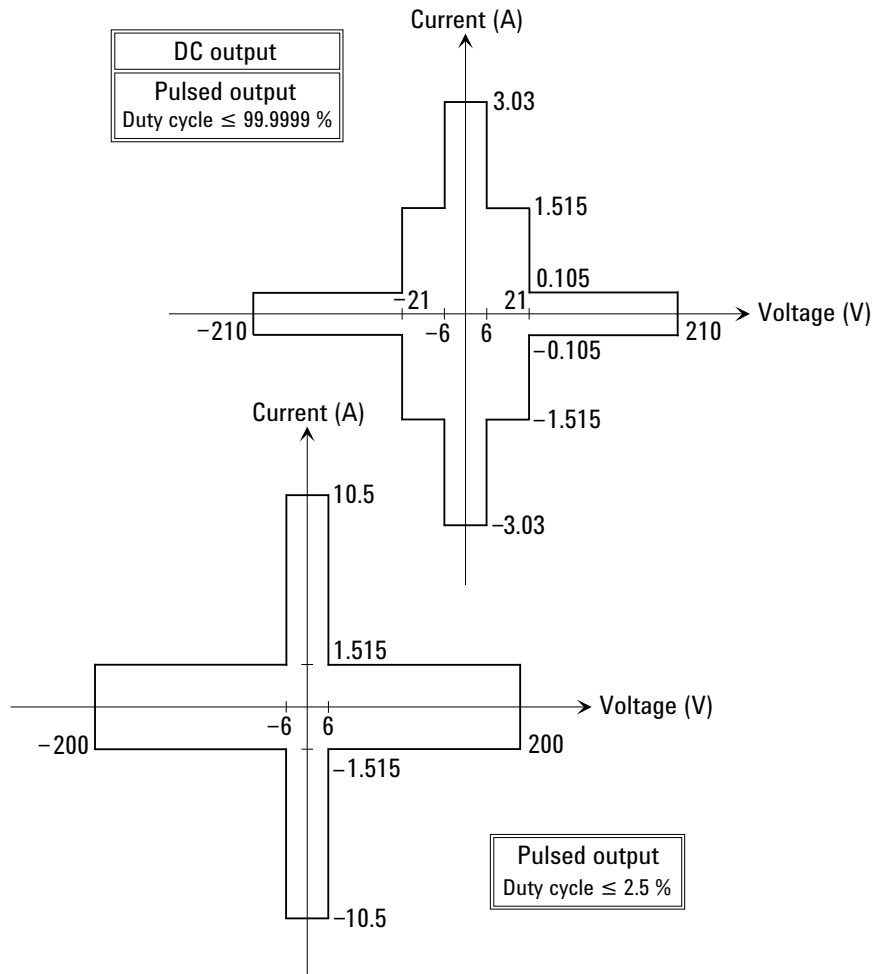 Current (A)
DC output
Pulsed output
Duty cycle ≤ 99.9999 %
3.03
1.515
0.105
−21
21
Voltage (V)
−210
−6
6
210
−0.105
−1.515
−3.03
Current (A)
10.5
1.515
Voltage (V)
−6
6
−200
200
−1.515
Pulsed output
Duty cycle ≤ 2.5 %
−10.5